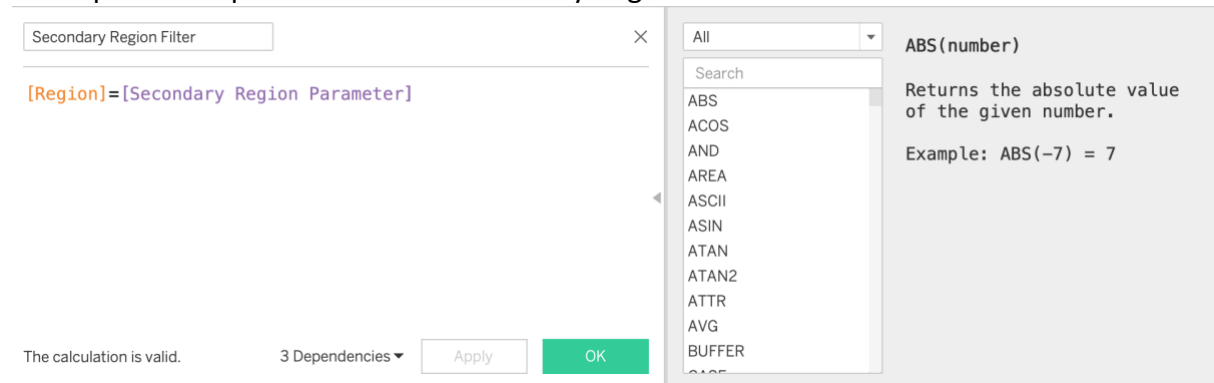 Secondary Region Filter
[Region]=[Secondary Region Parameter]
The calculation is valid.
3 Dependencies
Apply
OK
All
Search
ABS
ACOS
AND
AREA
ASCII
ASIN
ATAN
ATAN2
ATTR
AVG
BUFFER
ABS(number)
Returns the absolute value
of the given number.
Example: ABS(-7) = 7